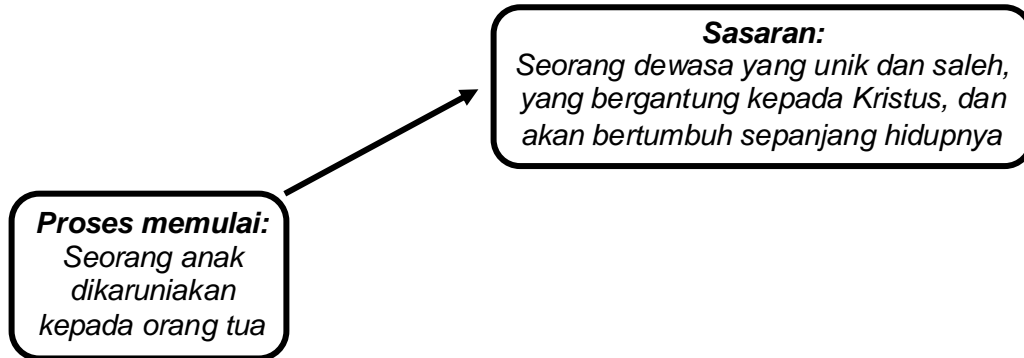 Sasaran:
Seorang dewasa yang unik dan saleh,
yang bergantung kepada Kristus, dan
akan bertumbuh sepanjang hidupnya
Proses memulai:
Seorang anak
dikaruniakan
kepada orang tua